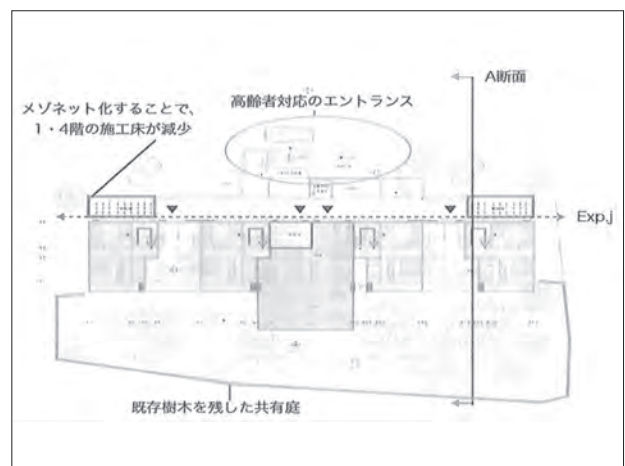 A断面
高齢者対応のエントランス
メゾネット化することで、
1・4階の施工床が減少
Exp.j
既存樹木を残した共有庭